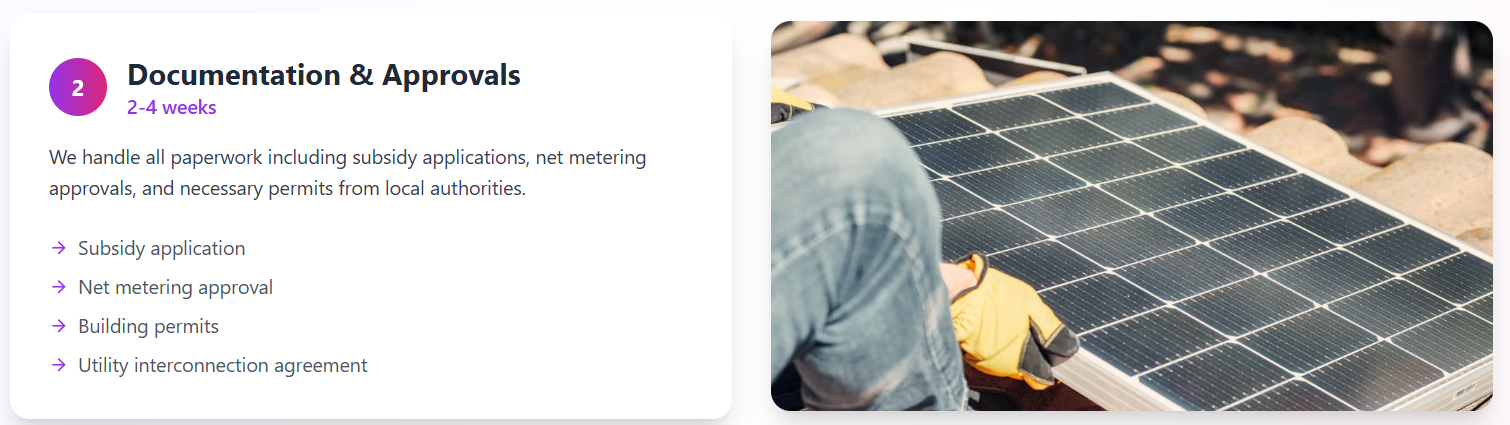 2
Documentation & Approvals
2-4 weeks
We handle all paperwork including subsidy applications, net metering
approvals, and necessary permits from local authorities.
→ Subsidy application
→ Net metering approval
→ Building permits
→ Utility interconnection agreement